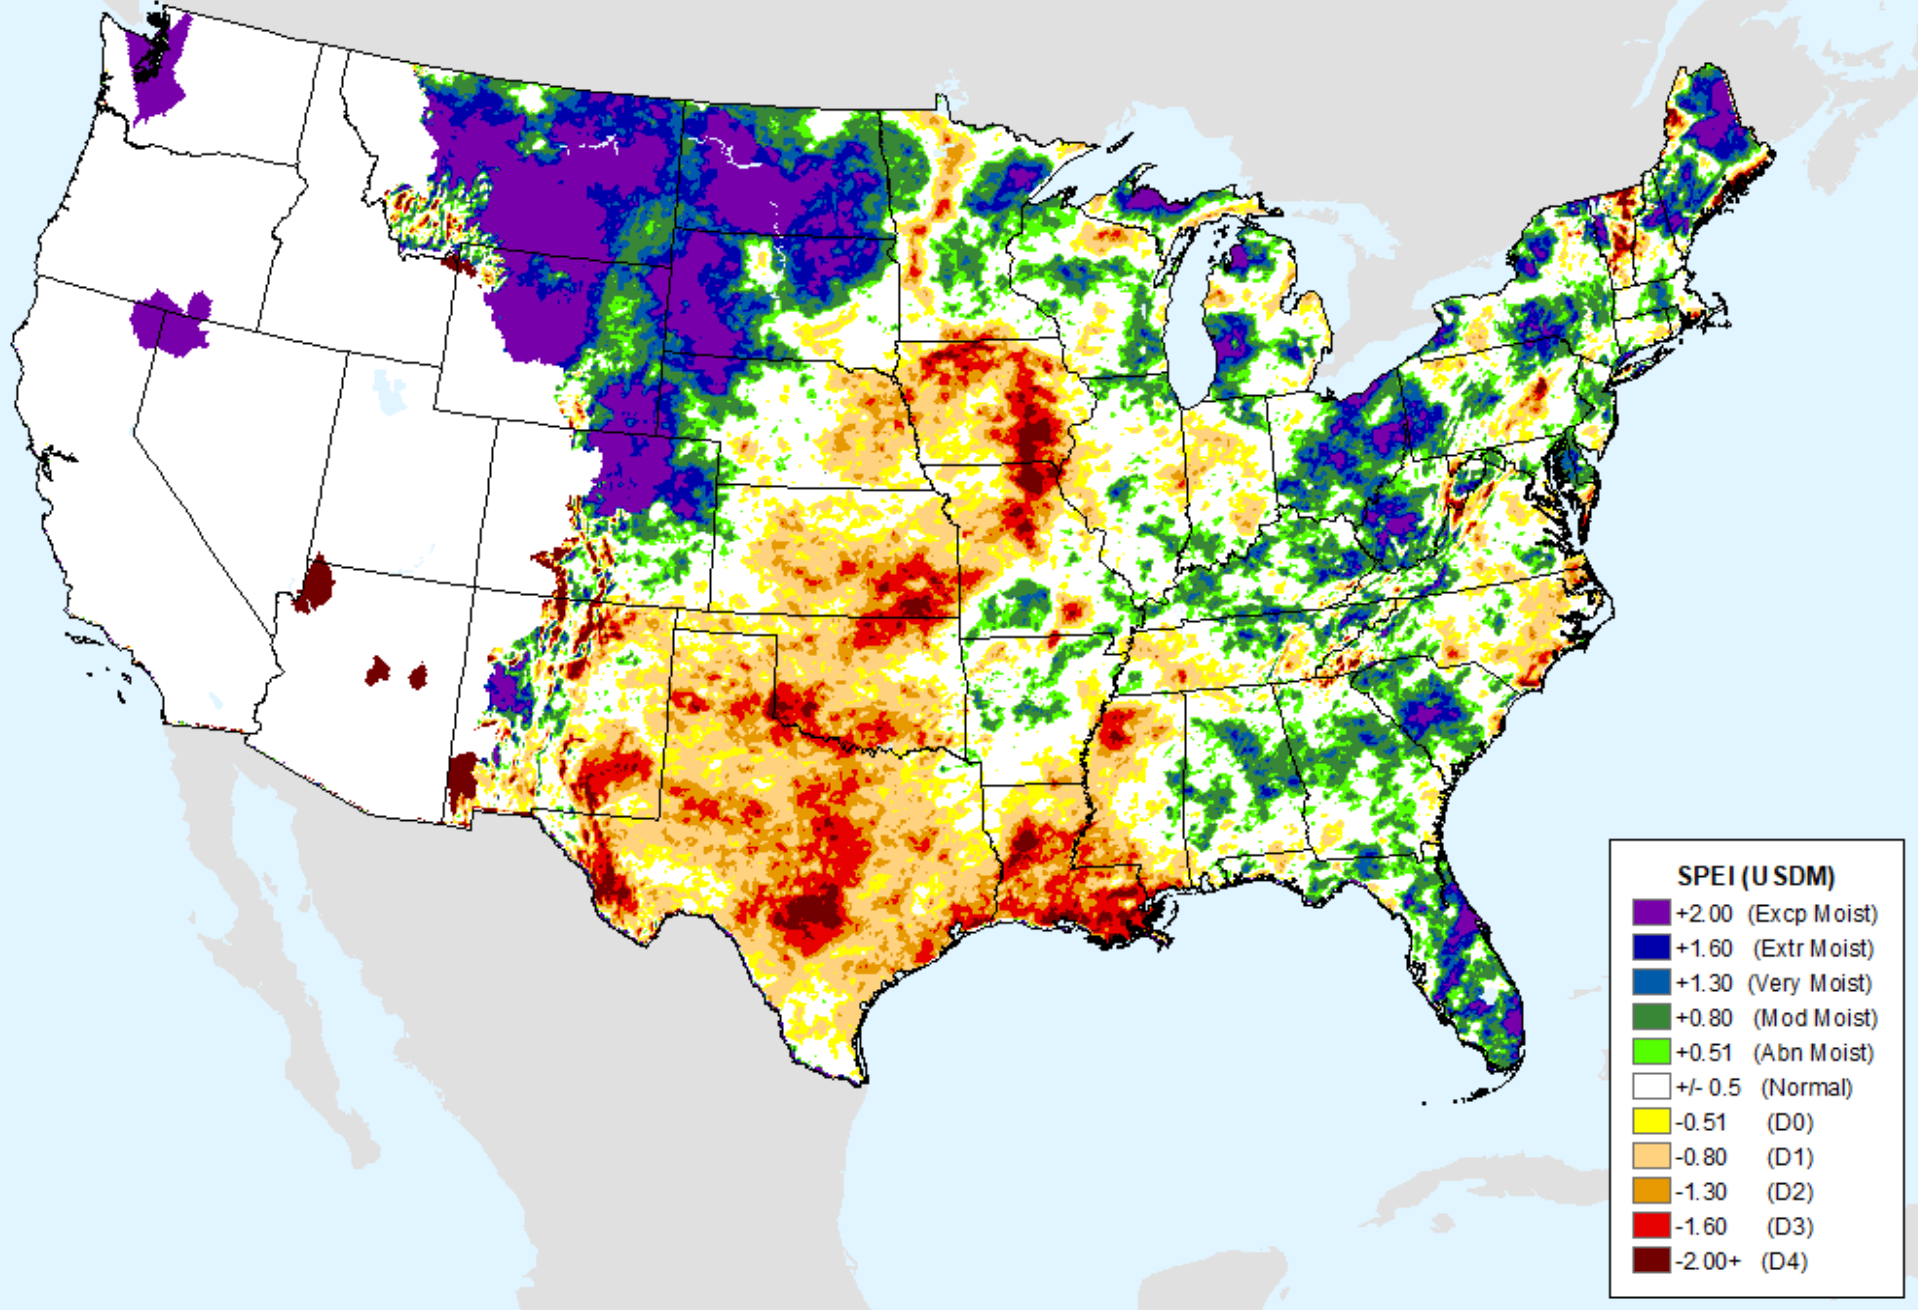 SPEI (USDM)
+2.00 (Excp Moist)
+1.60 (Extr Moist)
+1.30 (Very Moist)
+0.80 (Mod Moist)
+0.51 (Abn Moist)
+/- 0.5 (Normal)
-0.51 (D0)
-0.80 (D1)
-1.30 (D2)
-1.60 (D3)
-2.00+ (D4)